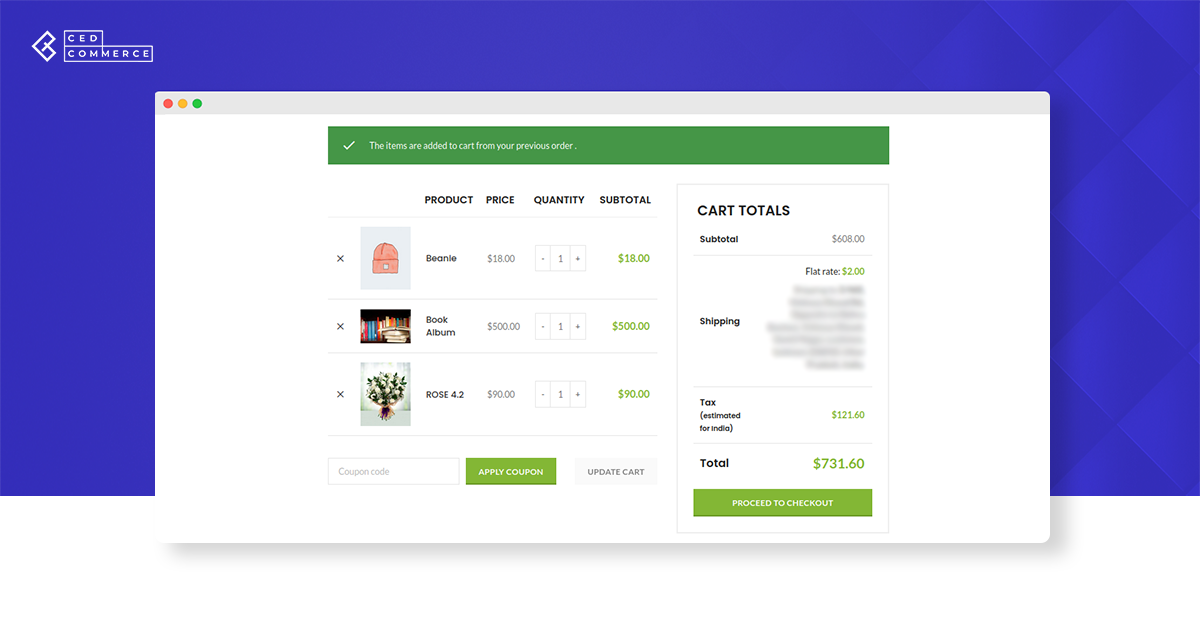 CED
COMMERCE
The items are added to cart from your previous order .
PRODUCT PRICE QUANTITY SUBTOTAL
× Beanie $18.00 - 1 + $18.00
× Book
Album $500.00 - 1 + $500.00
× ROSE 4.2 $90.00 - 1 + $90.00
Coupon code APPLY COUPON UPDATE CART
CART TOTALS
Subtotal $608.00
Flat rate: $2.00
Shipping
Tax
(estimated
for India) $121.60
Total $731.60
PROCEED TO CHECKOUT